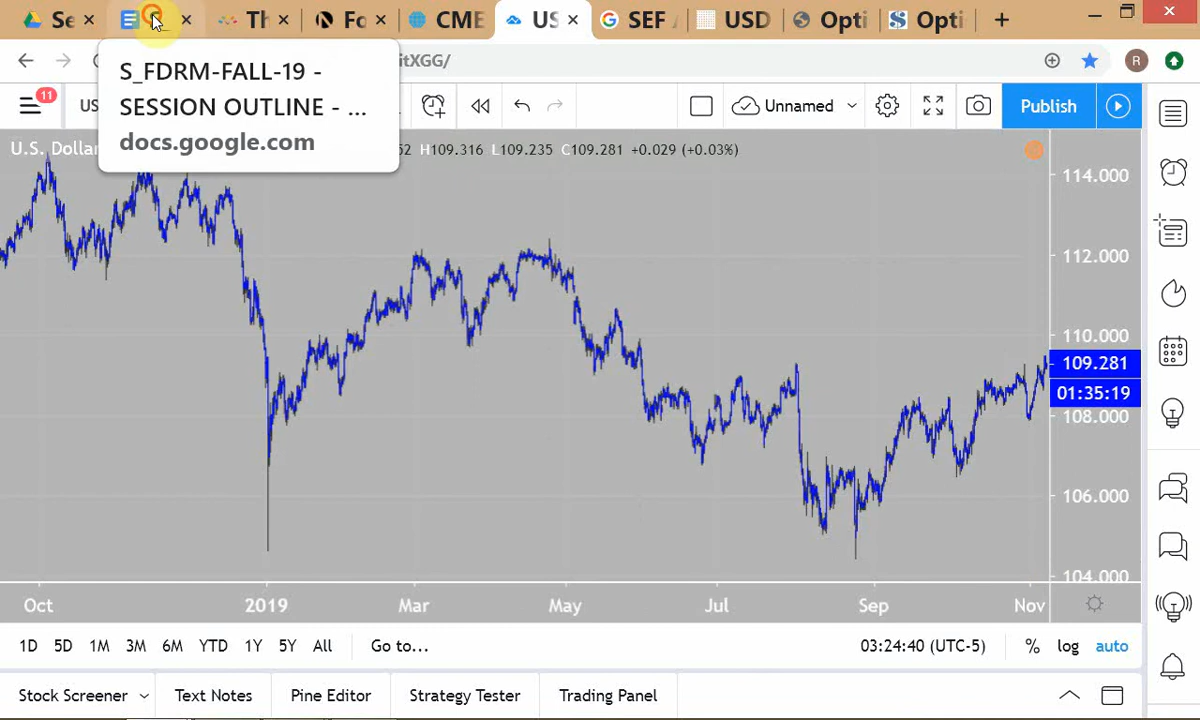 Se
Th
Fo
CME
US
SEF
USD
Opti
Opti
S_FDRM-FALL-19 -
SESSION OUTLINE - ...
docs.google.com
itXGG/
R
11
US
Unnamed
Publish
U.S. Dolla
52 H109.316 L109.235 C109.281 +0.029 (+0.03%)
114.000
112.000
110.000
109.281
01:35:19
108.000
106.000
104.000
Oct 2019 Mar May Jul Sep Nov
1D 5D 1M 3M 6M YTD 1Y 5Y All Go to... 03:24:40 (UTC-5) % log auto
Stock Screener Text Notes Pine Editor Strategy Tester Trading Panel